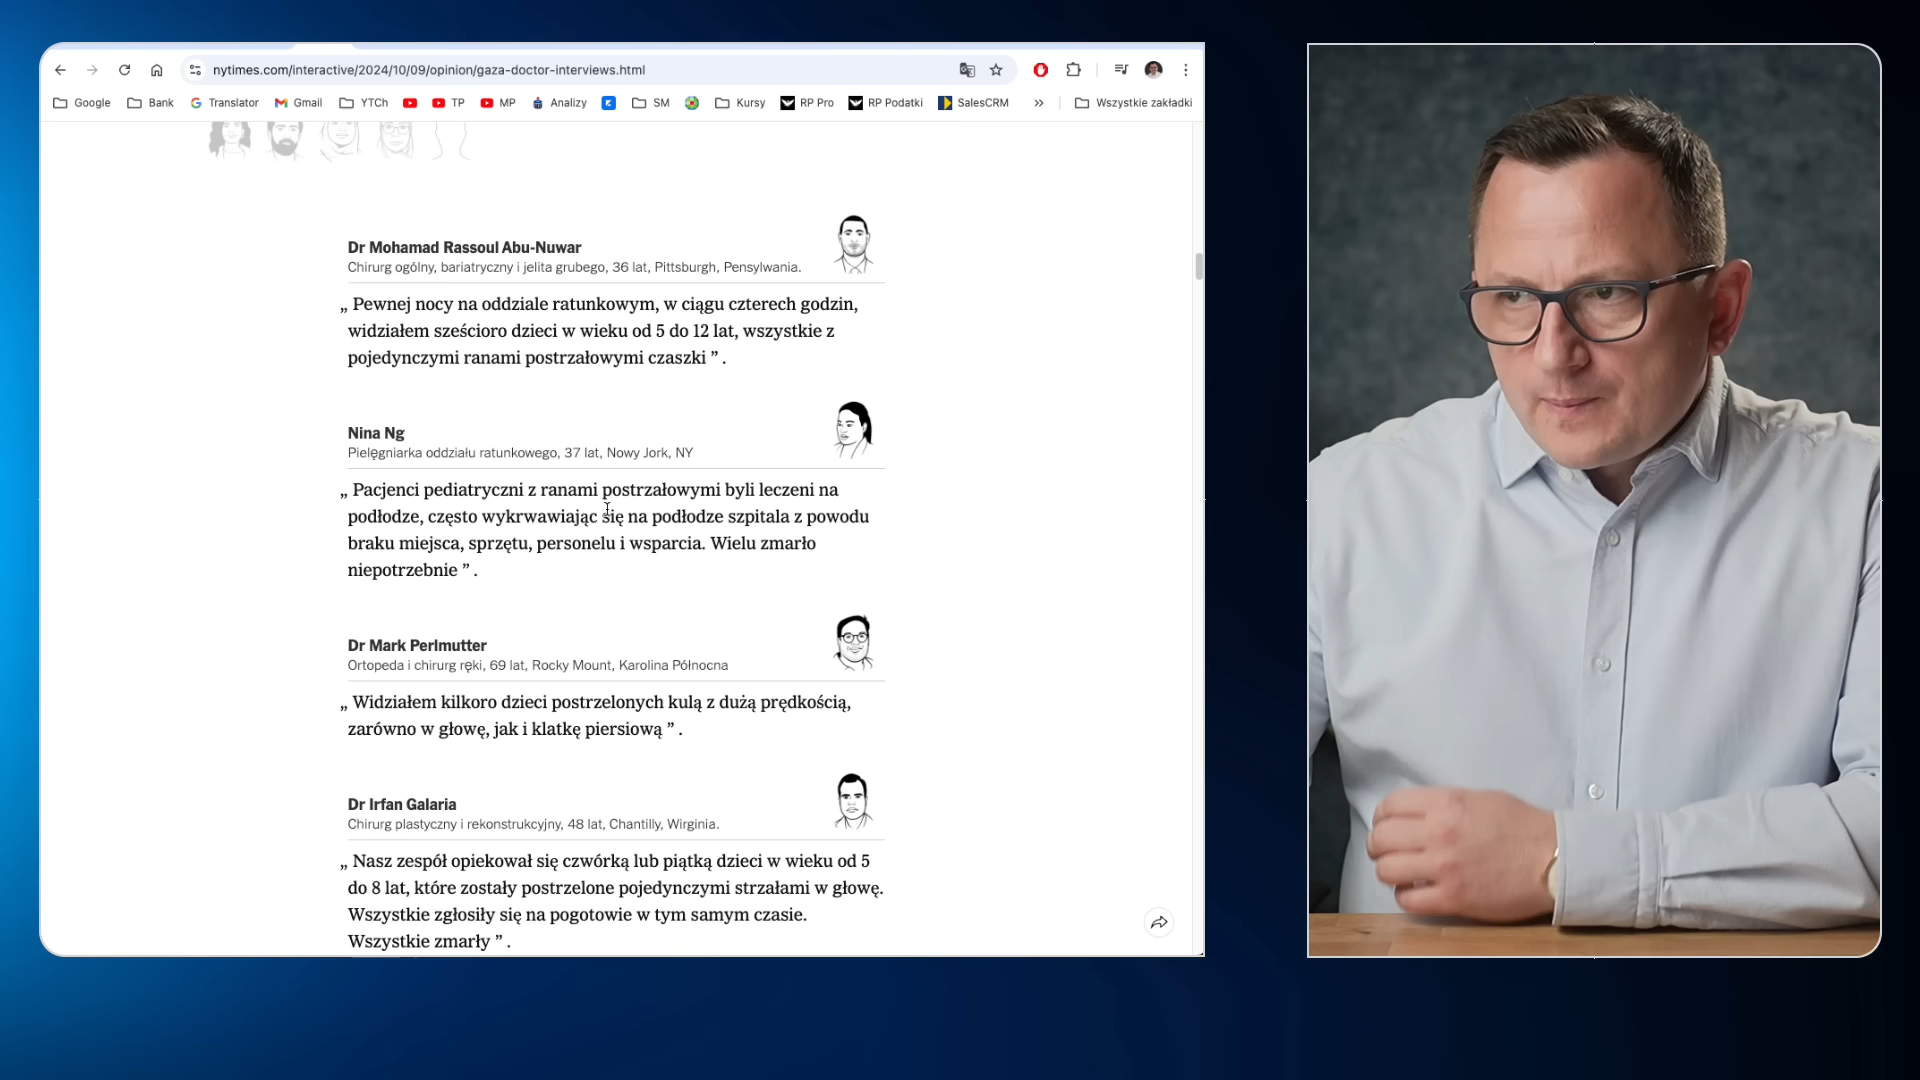 nytimes.com/interactive/2024/10/09/opinion/gaza-doctor-interviews.html
Google Bank Translator Gmail YTCh TP MP Analizy SM Kursy RP Pro RP Podatki SalesCRM » Wszystkie zakładki
Dr Mohamad Rassoul Abu-Nuwar
Chirurg ogólny, bariatryczny i jelita grubego, 36 lat, Pittsburgh, Pensylwania.
„ Pewnej nocy na oddziale ratunkowym, w ciągu czterech godzin,
widziałem sześcioro dzieci w wieku od 5 do 12 lat, wszystkie z
pojedynczymi ranami postrzałowymi czaszki ” .
Nina Ng
Pielęgniarka oddziału ratunkowego, 37 lat, Nowy Jork, NY
„ Pacjenci pediatryczni z ranami postrzałowymi byli leczeni na
podłodze, często wykrwawiając się na podłodze szpitala z powodu
braku miejsca, sprzętu, personelu i wsparcia. Wielu zmarło
niepotrzebnie ” .
Dr Mark Perlmutter
Ortopeda i chirurg ręki, 69 lat, Rocky Mount, Karolina Północna
„ Widziałem kilkoro dzieci postrzelonych kulą z dużą prędkością,
zarówno w głowę, jak i klatkę piersiową ” .
Dr Irfan Galaria
Chirurg plastyczny i rekonstrukcyjny, 48 lat, Chantilly, Wirginia.
„ Nasz zespół opiekował się czwórką lub piątką dzieci w wieku od 5
do 8 lat, które zostały postrzelone pojedynczymi strzałami w głowę.
Wszystkie zgłosiły się na pogotowie w tym samym czasie.
Wszystkie zmarły ” .